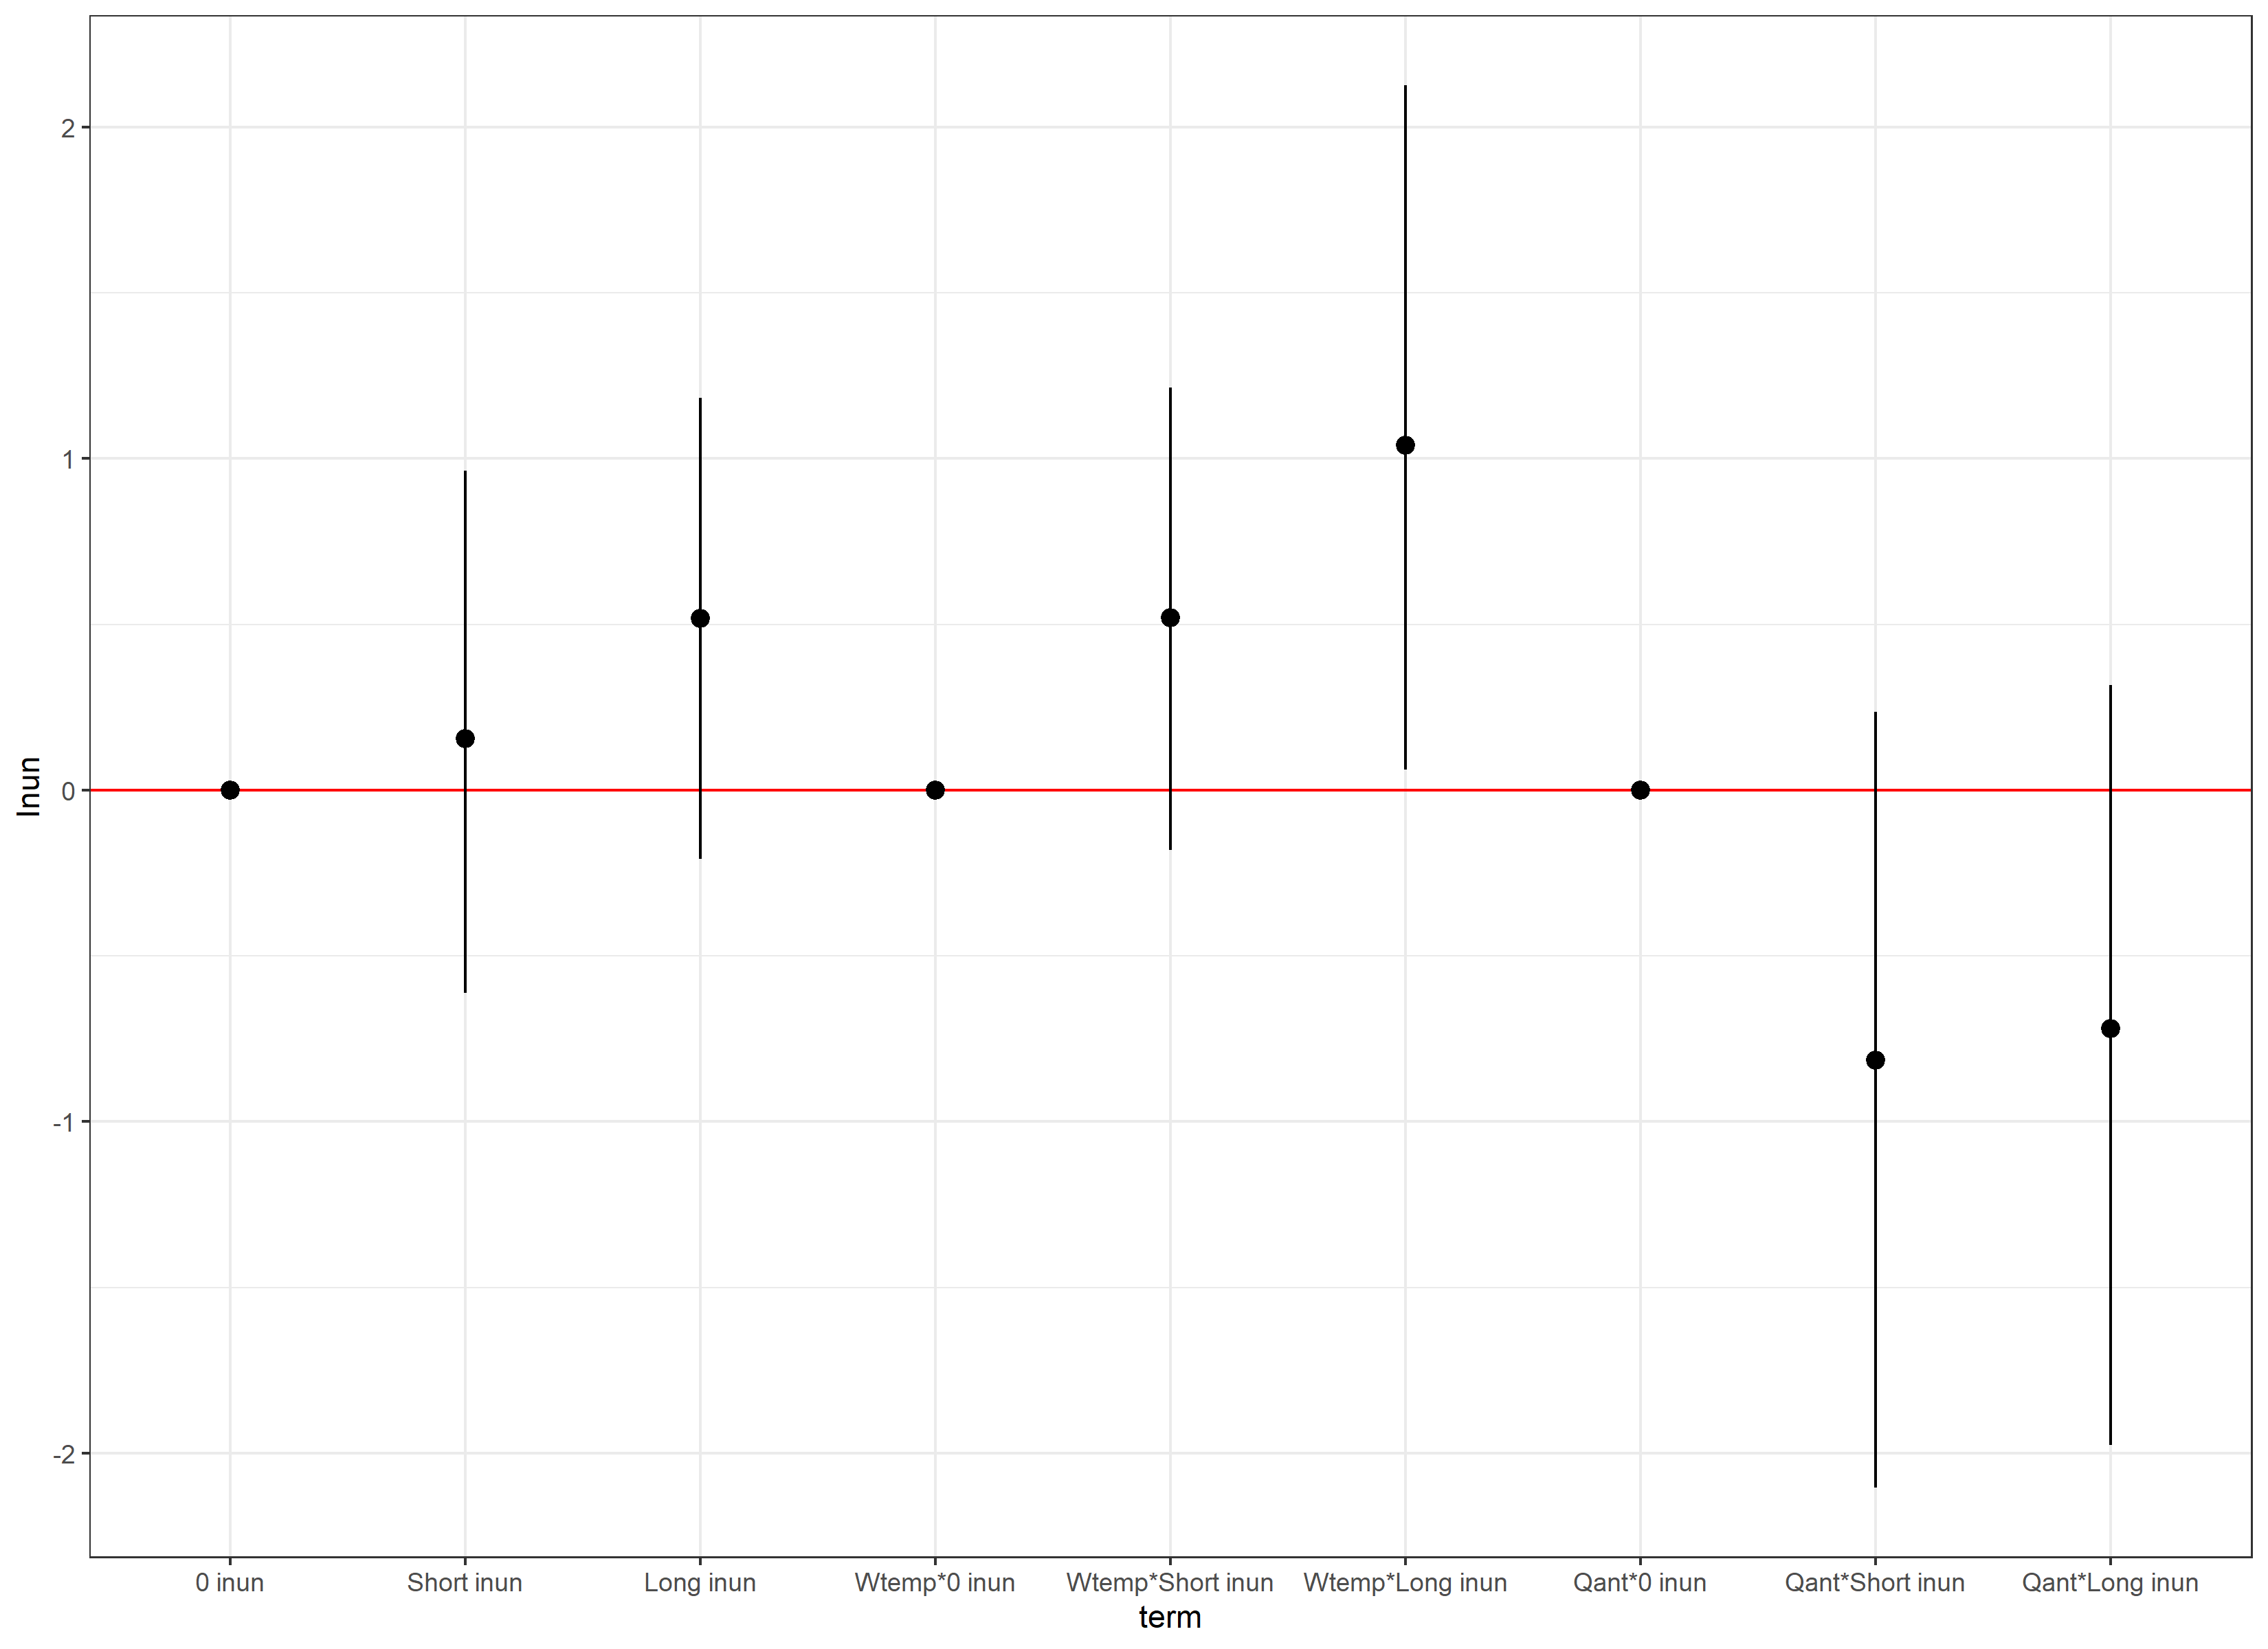 Inun
2
1
0
-1
-2
0 inun
Short inun
Long inun
Wtemp*0 inun
Wtemp*Short inun
Wtemp*Long inun
Qant*0 inun
Qant*Short inun
Qant*Long inun
term